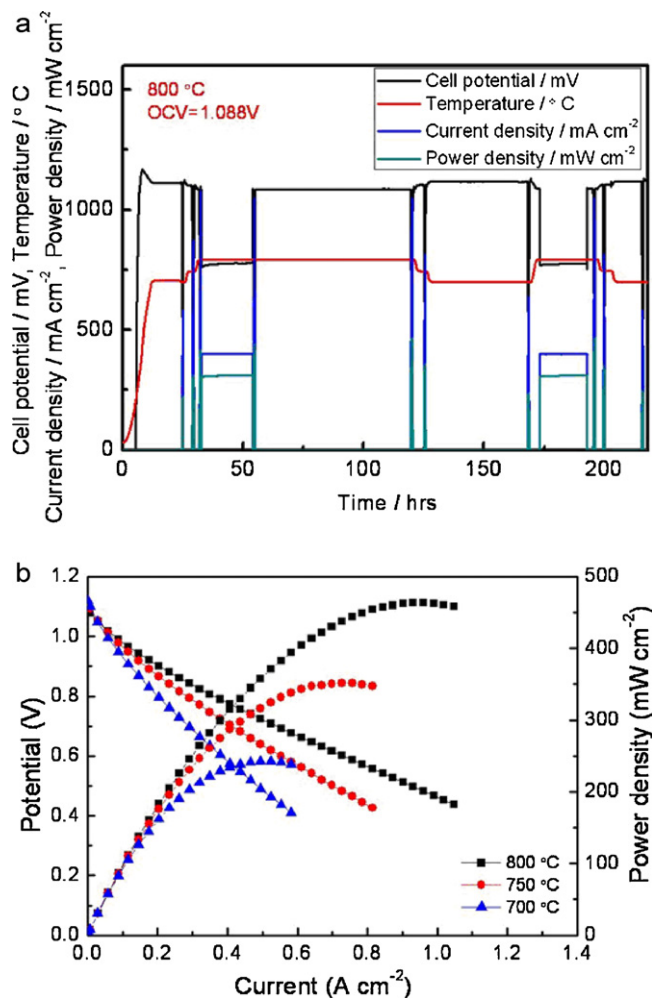 a
Cell potential / mV, Temperature / ° C
Current density / mA cm-2, Power density / mW cm-2
1600
1250
1000
750
500
250
0
800 °C
OCV=1.088V
Cell potential / mV
Temperature / ° C
Current density / mA cm-2
Power density / mW cm-2
0 50 100 150 200
Time / hrs
b
Potential (V)
1.2
1.0
0.8
0.6
0.4
0.2
0.0
500
400
300
200
100
0
Power density (mW cm-2)
800 °C
750 °C
700 °C
0.0 0.2 0.4 0.6 0.8 1.0 1.2 1.4
Current (A cm-2)